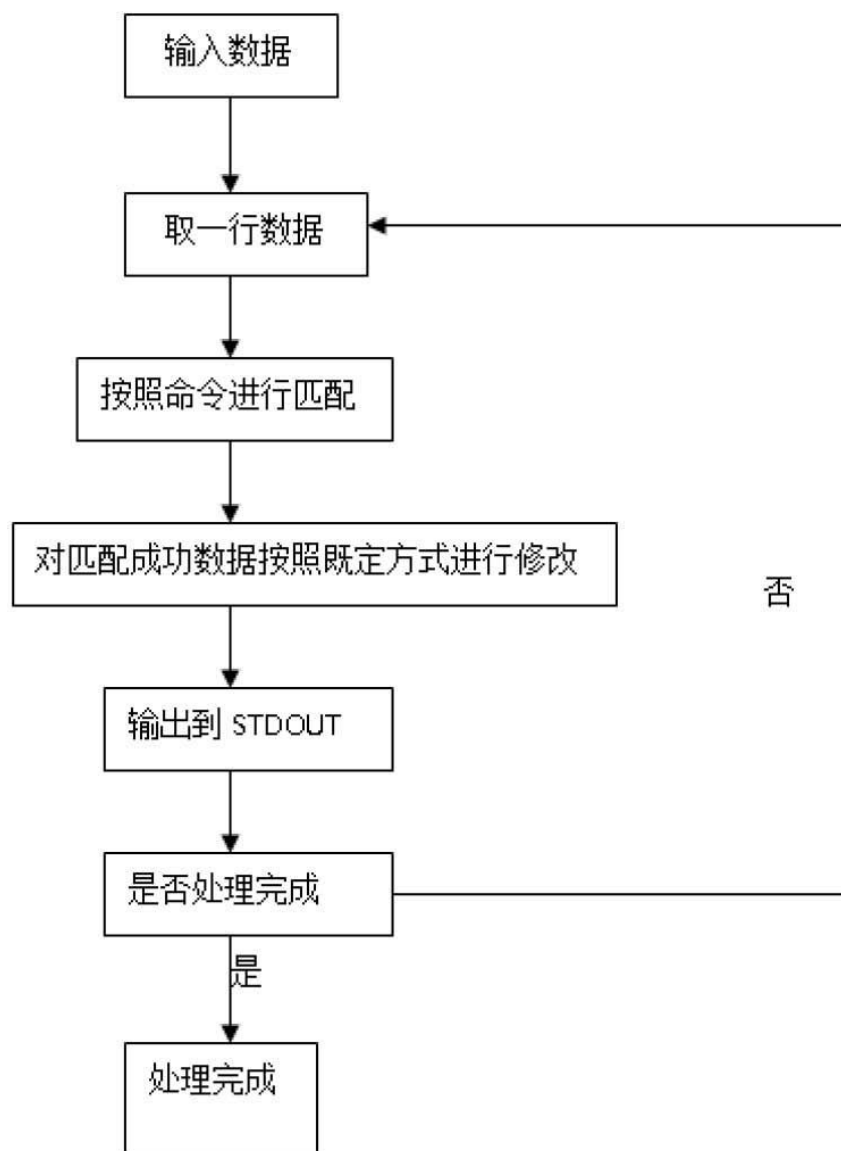 输入数据
取一行数据
按照命令进行匹配
对匹配成功数据按照既定方式进行修改
否
输出到 STDOUT
是否处理完成
是
处理完成